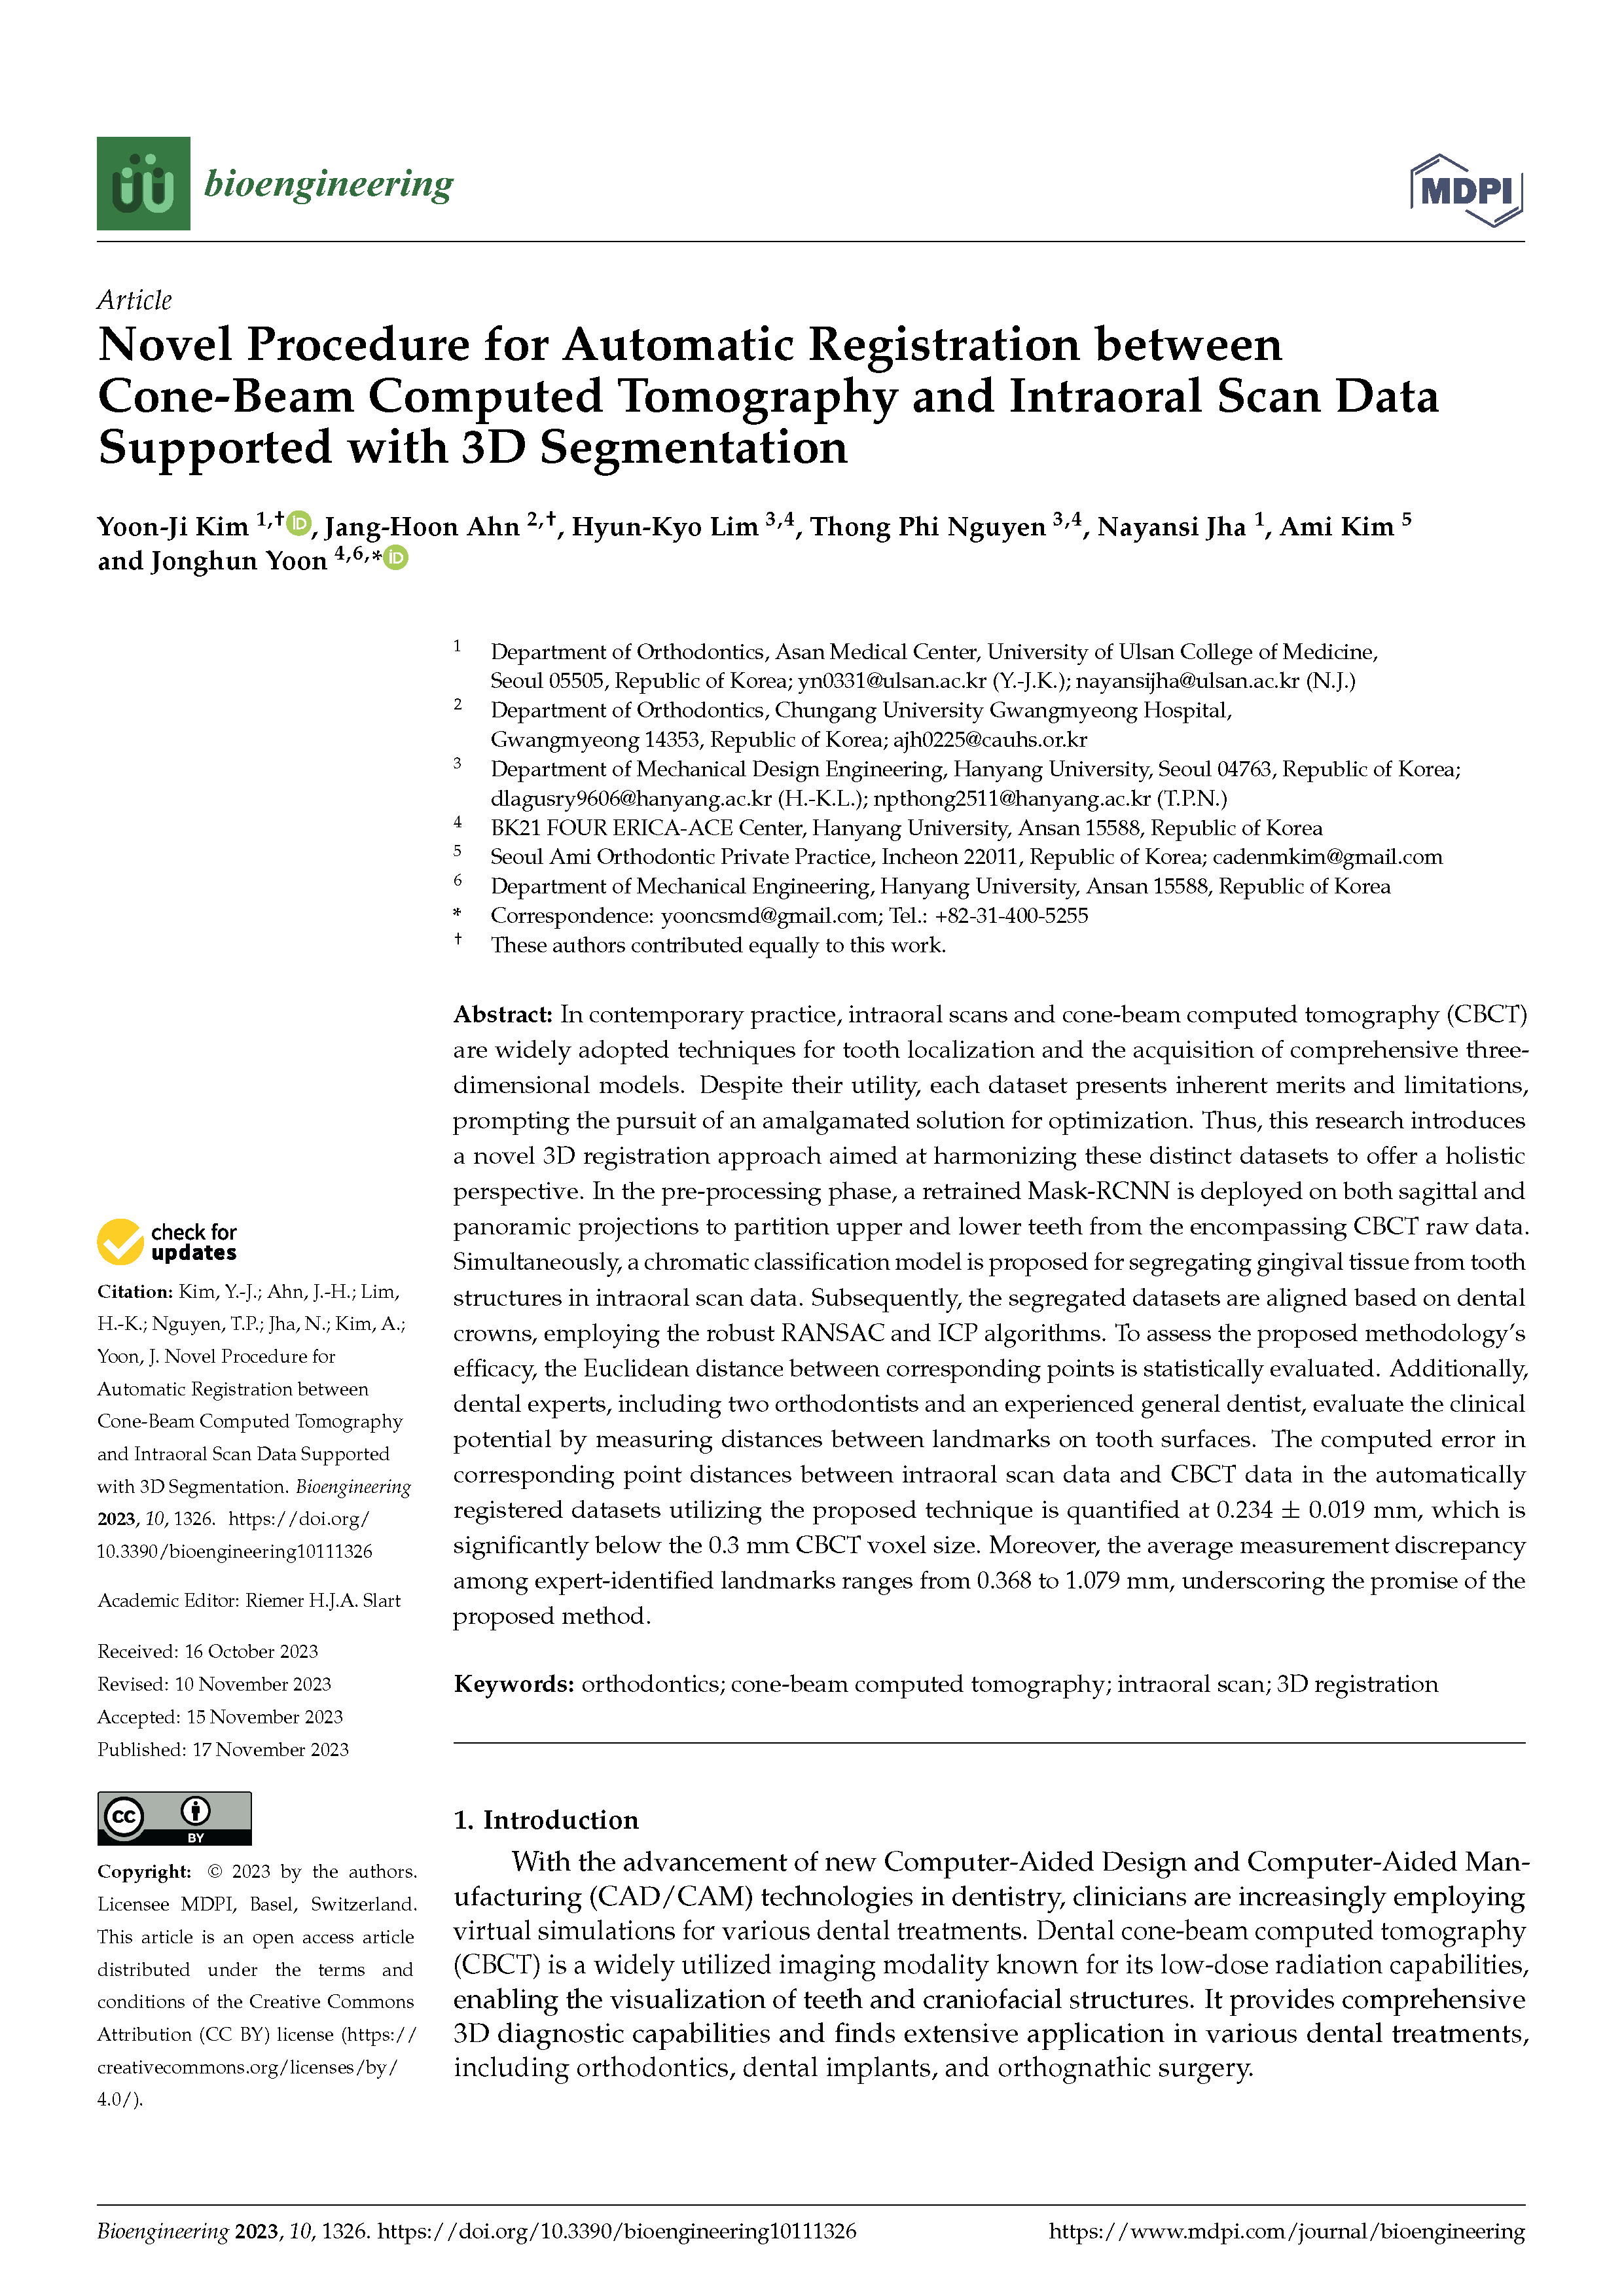 bioengineering
MDPI
Article
Novel Procedure for Automatic Registration between
Cone-Beam Computed Tomography and Intraoral Scan Data
Supported with 3D Segmentation
Yoon-Ji Kim 1,† iD, Jang-Hoon Ahn 2,†, Hyun-Kyo Lim 3,4, Thong Phi Nguyen 3,4, Nayansi Jha 1, Ami Kim 5
and Jonghun Yoon 4,6,* iD
1 Department of Orthodontics, Asan Medical Center, University of Ulsan College of Medicine,
Seoul 05505, Republic of Korea; yn0331@ulsan.ac.kr (Y.-J.K.); nayansijha@ulsan.ac.kr (N.J.)
2 Department of Orthodontics, Chungang University Gwangmyeong Hospital,
Gwangmyeong 14353, Republic of Korea; ajh0225@cauhs.or.kr
3 Department of Mechanical Design Engineering, Hanyang University, Seoul 04763, Republic of Korea;
dlagusry9606@hanyang.ac.kr (H.-K.L.); npthong2511@hanyang.ac.kr (T.P.N.)
4 BK21 FOUR ERICA-ACE Center, Hanyang University, Ansan 15588, Republic of Korea
5 Seoul Ami Orthodontic Private Practice, Incheon 22011, Republic of Korea; cadenmkim@gmail.com
6 Department of Mechanical Engineering, Hanyang University, Ansan 15588, Republic of Korea
* Correspondence: yooncsmd@gmail.com; Tel.: +82-31-400-5255
† These authors contributed equally to this work.
Abstract: In contemporary practice, intraoral scans and cone-beam computed tomography (CBCT)
are widely adopted techniques for tooth localization and the acquisition of comprehensive three-
dimensional models. Despite their utility, each dataset presents inherent merits and limitations,
prompting the pursuit of an amalgamated solution for optimization. Thus, this research introduces
a novel 3D registration approach aimed at harmonizing these distinct datasets to offer a holistic
perspective. In the pre-processing phase, a retrained Mask-RCNN is deployed on both sagittal and
panoramic projections to partition upper and lower teeth from the encompassing CBCT raw data.
Simultaneously, a chromatic classification model is proposed for segregating gingival tissue from tooth
structures in intraoral scan data. Subsequently, the segregated datasets are aligned based on dental
crowns, employing the robust RANSAC and ICP algorithms. To assess the proposed methodology's
efficacy, the Euclidean distance between corresponding points is statistically evaluated. Additionally,
dental experts, including two orthodontists and an experienced general dentist, evaluate the clinical
potential by measuring distances between landmarks on tooth surfaces. The computed error in
corresponding point distances between intraoral scan data and CBCT data in the automatically
registered datasets utilizing the proposed technique is quantified at 0.234 ± 0.019 mm, which is
significantly below the 0.3 mm CBCT voxel size. Moreover, the average measurement discrepancy
among expert-identified landmarks ranges from 0.368 to 1.079 mm, underscoring the promise of the
proposed method.
Keywords: orthodontics; cone-beam computed tomography; intraoral scan; 3D registration
check for
updates
Citation: Kim, Y.-J.; Ahn, J.-H.; Lim,
H.-K.; Nguyen, T.P.; Jha, N.; Kim, A.;
Yoon, J. Novel Procedure for
Automatic Registration between
Cone-Beam Computed Tomography
and Intraoral Scan Data Supported
with 3D Segmentation. Bioengineering
2023, 10, 1326. https://doi.org/
10.3390/bioengineering10111326
Academic Editor: Riemer H.J.A. Slart
Received: 16 October 2023
Revised: 10 November 2023
Accepted: 15 November 2023
Published: 17 November 2023
cc
BY
Copyright: © 2023 by the authors.
Licensee MDPI, Basel, Switzerland.
This article is an open access article
distributed under the terms and
conditions of the Creative Commons
Attribution (CC BY) license (https://
creativecommons.org/licenses/by/
4.0/).
1. Introduction
With the advancement of new Computer-Aided Design and Computer-Aided Man-
ufacturing (CAD/CAM) technologies in dentistry, clinicians are increasingly employing
virtual simulations for various dental treatments. Dental cone-beam computed tomography
(CBCT) is a widely utilized imaging modality known for its low-dose radiation capabilities,
enabling the visualization of teeth and craniofacial structures. It provides comprehensive
3D diagnostic capabilities and finds extensive application in various dental treatments,
including orthodontics, dental implants, and orthognathic surgery.
Bioengineering 2023, 10, 1326. https://doi.org/10.3390/bioengineering10111326
https://www.mdpi.com/journal/bioengineering